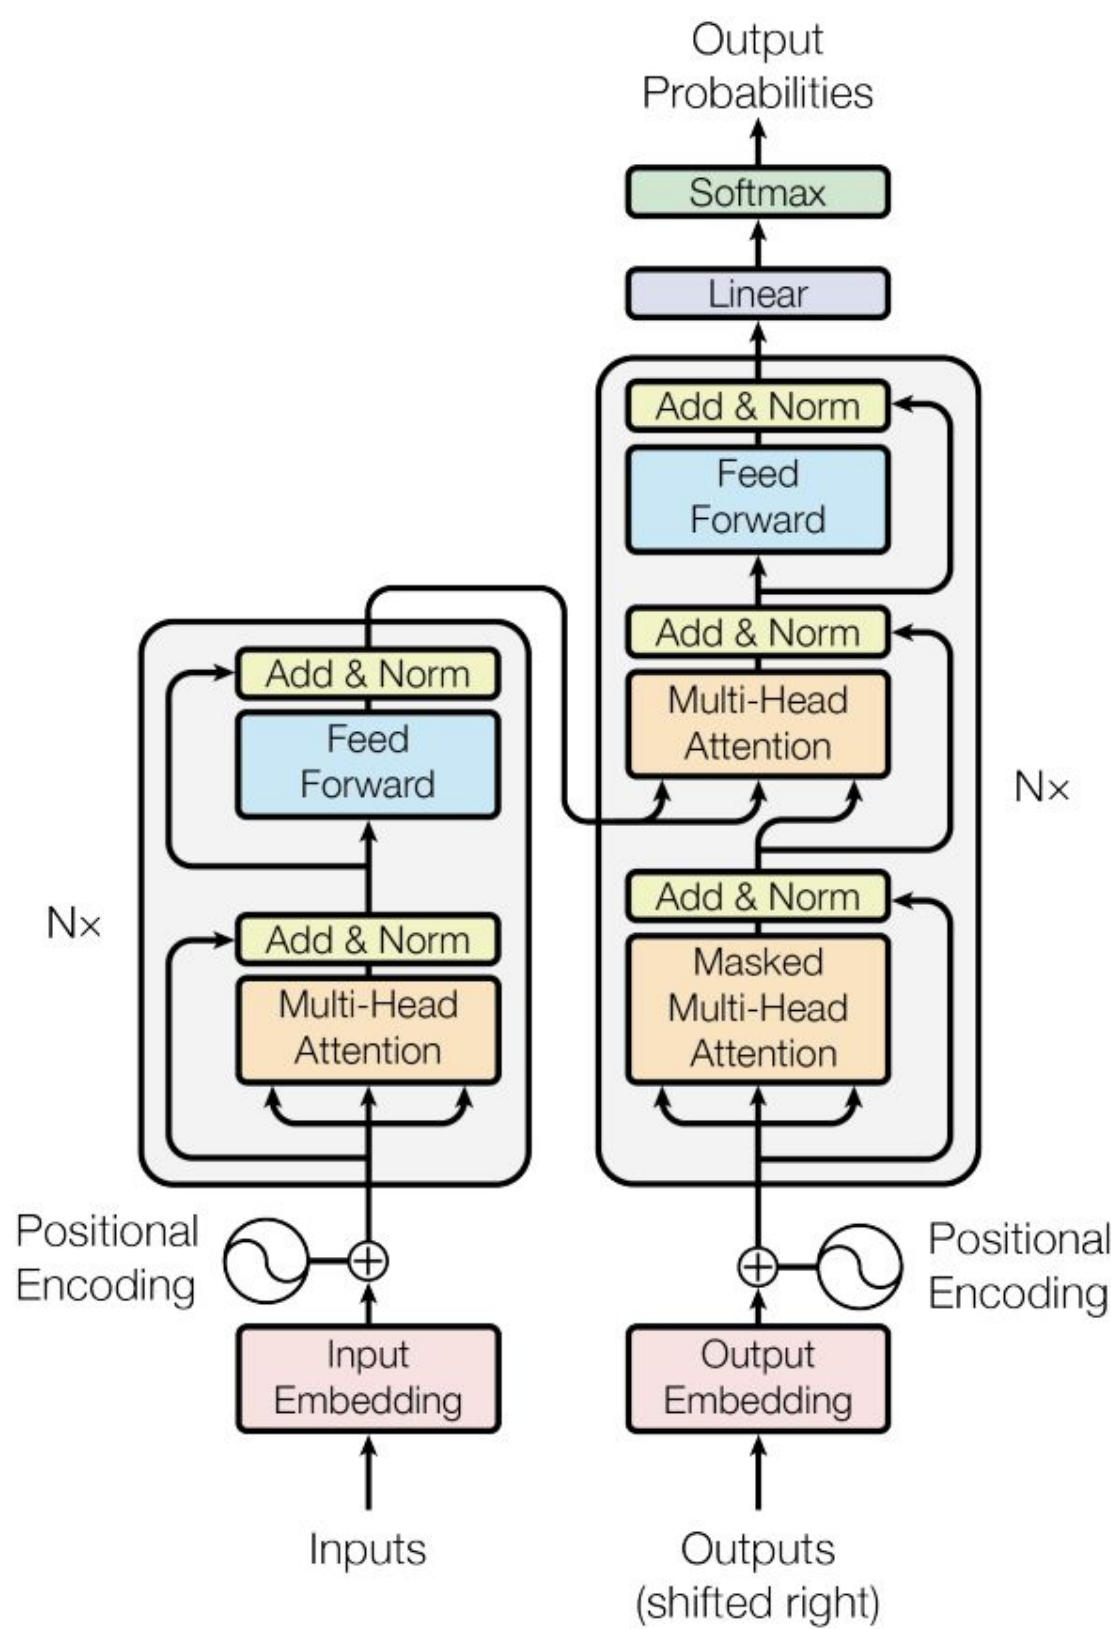 Output
Probabilities
Softmax
Linear
Add & Norm
Feed
Forward
Add & Norm
Multi-Head
Attention
Add & Norm
Masked
Multi-Head
Attention
N×
Add & Norm
Feed
Forward
Add & Norm
Multi-Head
Attention
N×
Positional
Encoding
Positional
Encoding
Input
Embedding
Output
Embedding
Inputs
Outputs
(shifted right)